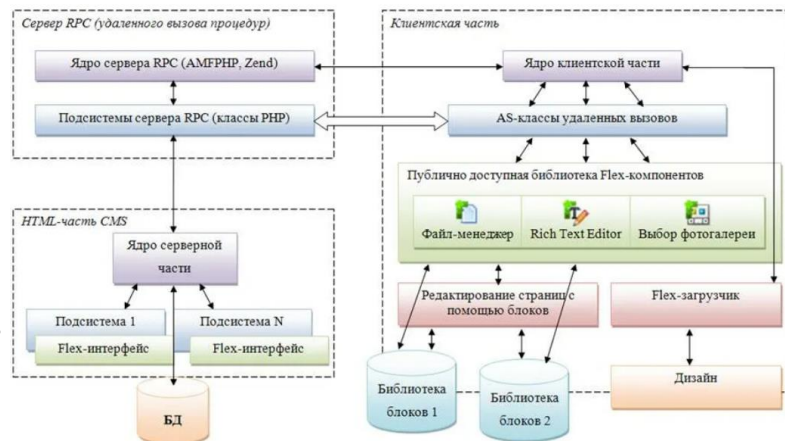 Сервер RPC (удаленного вызова процедур)
Ядро сервера RPC (AMFPHP, Zend)
Подсистемы сервера RPC (классы PHP)
HTML-часть CMS
Ядро серверной
части
Подсистема 1
Flex-интерфейс
Подсистема N
Flex-интерфейс
БД
Клиентская часть
Ядро клиентской части
AS-классы удаленных вызовов
Публично доступная библиотека Flex-компонентов
Файл-менеджер
Rich Text Editor
Выбор фотогалереи
Редактирование страниц с
помощью блоков
Flex-загрузчик
Библиотека
блоков 1
Библиотека
блоков 2
Дизайн